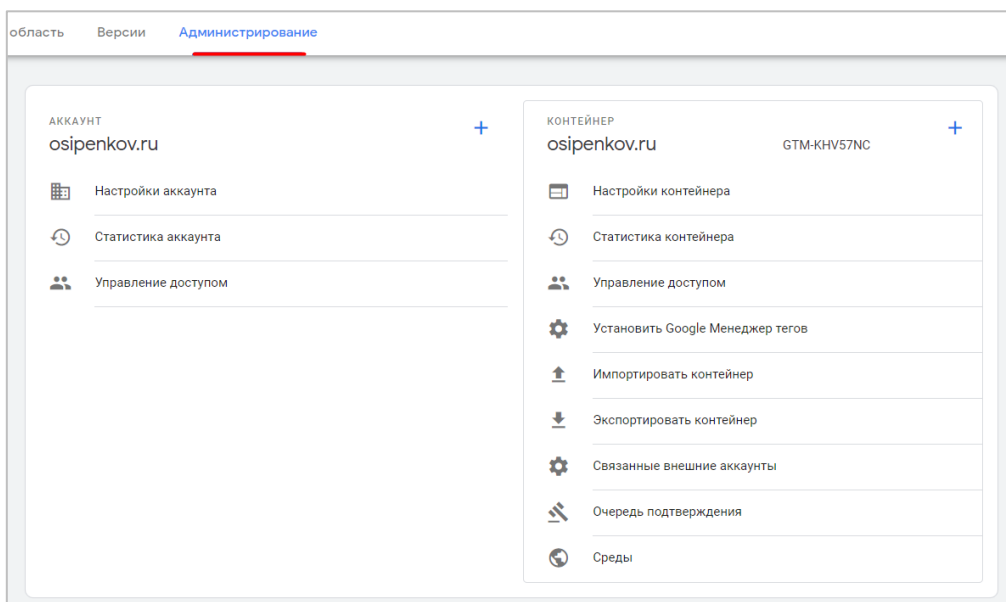 область Версии Администрирование
АККАУНТ
osipenkov.ru
Настройки аккаунта
Статистика аккаунта
Управление доступом
КОНТЕЙНЕР
osipenkov.ru GTM-KHV57NC
Настройки контейнера
Статистика контейнера
Управление доступом
Установить Google Менеджер тегов
Импортировать контейнер
Экспортировать контейнер
Связанные внешние аккаунты
Очередь подтверждения
Среды